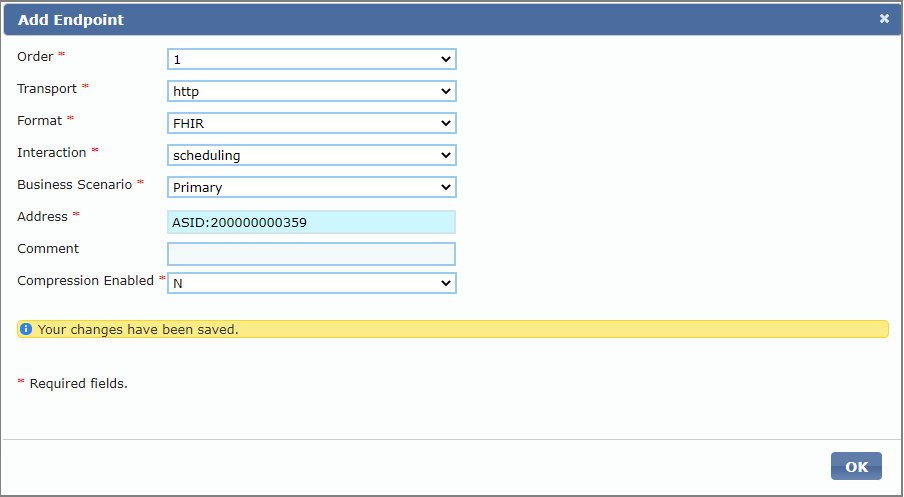 Add Endpoint
Order * 1
Transport * http
Format * FHIR
Interaction * scheduling
Business Scenario * Primary
Address * ASID:200000000359
Comment
Compression Enabled * N
Your changes have been saved.
* Required fields.
OK